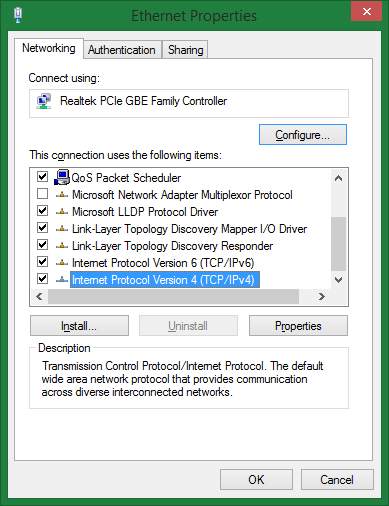 Ethernet Properties
Networking
Authentication
Sharing
Connect using:
Realtek PCIe GBE Family Controller
Configure...
This connection uses the following items:
QoS Packet Scheduler
Microsoft Network Adapter Multiplexor Protocol
Microsoft LLDP Protocol Driver
Link-Layer Topology Discovery Mapper I/O Driver
Link-Layer Topology Discovery Responder
Internet Protocol Version 6 (TCP/IPv6)
Internet Protocol Version 4 (TCP/IPv4)
Install...
Uninstall
Properties
Description
Transmission Control Protocol/Internet Protocol. The default
wide area network protocol that provides communication
across diverse interconnected networks.
OK
Cancel